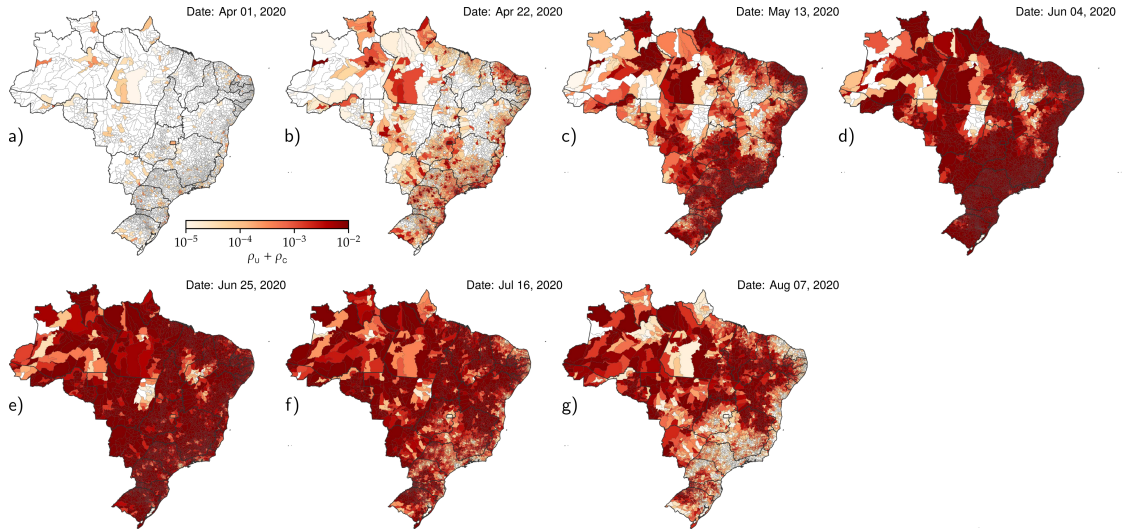 Date: Apr 01, 2020
Date: Apr 22, 2020
Date: May 13, 2020
Date: Jun 04, 2020
a)
b)
c)
d)
10⁻⁵
10⁻⁴
10⁻³
10⁻²
ρᵤ + ρ_c
Date: Jun 25, 2020
Date: Jul 16, 2020
Date: Aug 07, 2020
e)
f)
g)